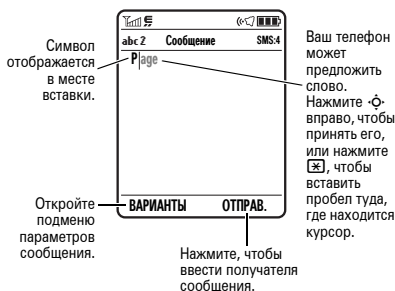 Символ
отображается
в месте
вставки.
abc 2 Сообщение SMS:4
Page
Ваш телефон
может
предложить
слово.
Нажмите
вправо, чтобы
принять его,
или нажмите
*, чтобы
вставить
пробел туда,
где находится
курсор.
Откройте
подменю
параметров
сообщения.
ВАРИАНТЫ ОТПРАВ.
Нажмите, чтобы
ввести получателя
сообщения.